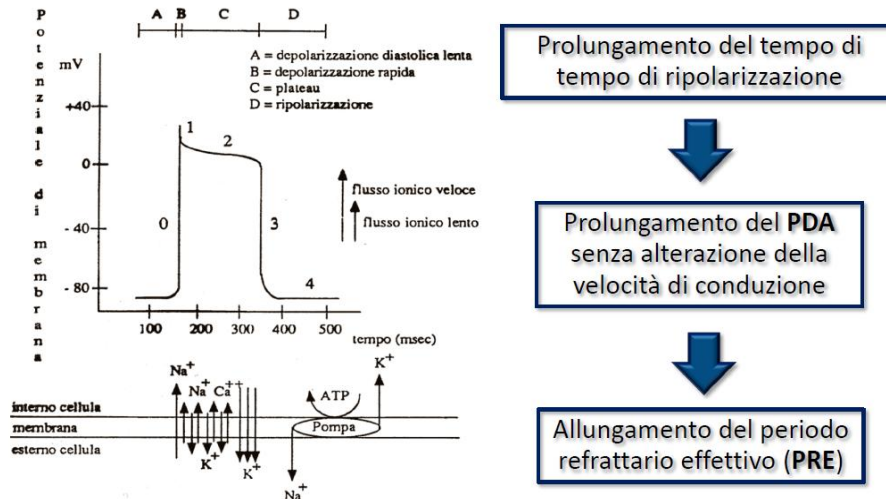 Potenziale di membrana
A B C D
mV
A = depolarizzazione diastolica lenta
B = depolarizzazione rapida
C = plateau
D = ripolarizzazione
+40
1
2
0
flusso ionico veloce
flusso ionico lento
- 40
0
3
- 80
4
100 200 300 400 500 tempo (msec)
Na+ K+
Na+ Ca++ ATP
interno cellula
membrana Pompa
esterno cellula
K+ K+
Na+
Prolungamento del tempo di
tempo di ripolarizzazione
Prolungamento del PDA
senza alterazione della
velocità di conduzione
Allungamento del periodo
refrattario effettivo (PRE)